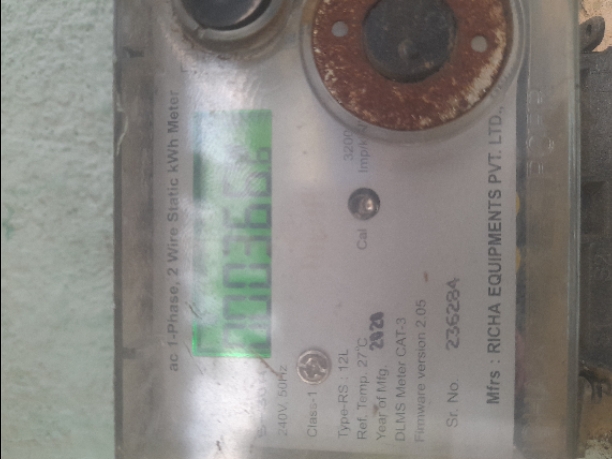 ac 1-Phase, 2 Wire Static kWh Meter
240V, 50Hz
Class-1
Cal
3200
Imp/k
Type-RS : 12L
Ref. Temp. 27°C
Year of Mfg. 2020
DLMS Meter CAT-3
Firmware version 2.05
Sr. No 236284
Mfrs : RICHA EQUIPMENTS PVT. LTD.,